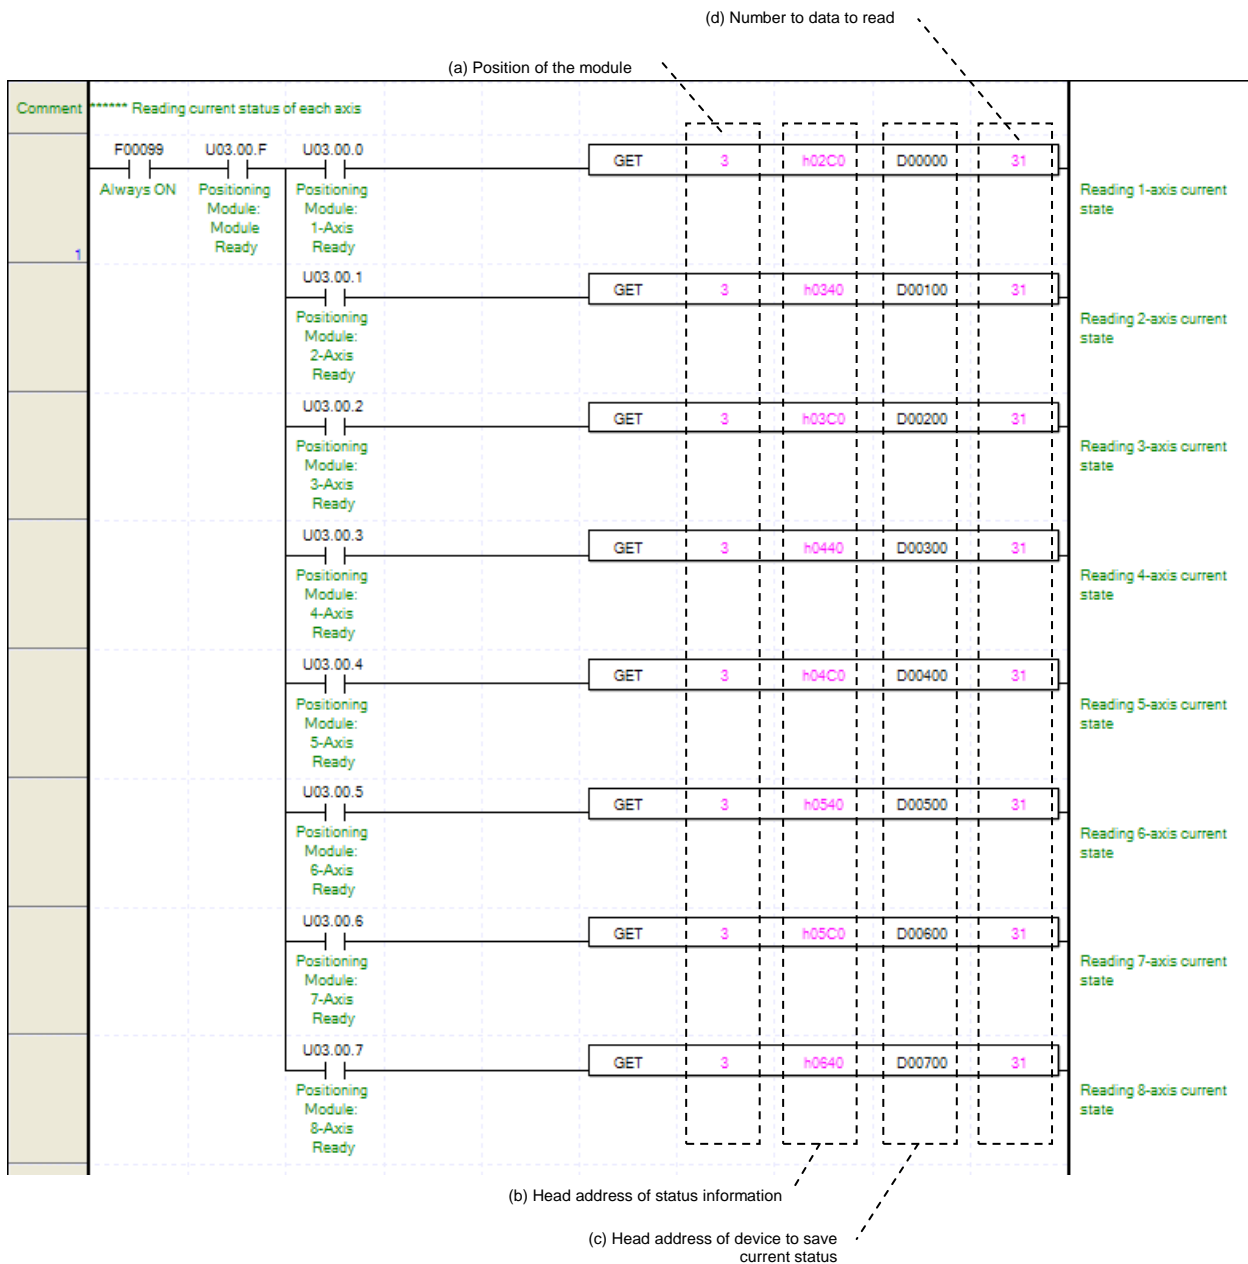 (d) Number to data to read
(a) Position of the module
Comment ****** Reading current status of each axis
F00099 U03.00.F U03.00.0
GET 3 h02C0 D00000 31
Always ON Positioning Positioning Reading 1-axis current
Module: Module: state
Module 1-Axis
Ready Ready
1
U03.00.1
GET 3 h0340 D00100 31
Positioning Reading 2-axis current
Module: state
2-Axis
Ready
U03.00.2
GET 3 h03C0 D00200 31
Positioning Reading 3-axis current
Module: state
3-Axis
Ready
U03.00.3
GET 3 h0440 D00300 31
Positioning Reading 4-axis current
Module: state
4-Axis
Ready
U03.00.4
GET 3 h04C0 D00400 31
Positioning Reading 5-axis current
Module: state
5-Axis
Ready
U03.00.5
GET 3 h0540 D00500 31
Positioning Reading 6-axis current
Module: state
6-Axis
Ready
U03.00.6
GET 3 h05C0 D00600 31
Positioning Reading 7-axis current
Module: state
7-Axis
Ready
U03.00.7
GET 3 h0640 D00700 31
Positioning Reading 8-axis current
Module: state
8-Axis
Ready
(b) Head address of status information
(c) Head address of device to save
current status